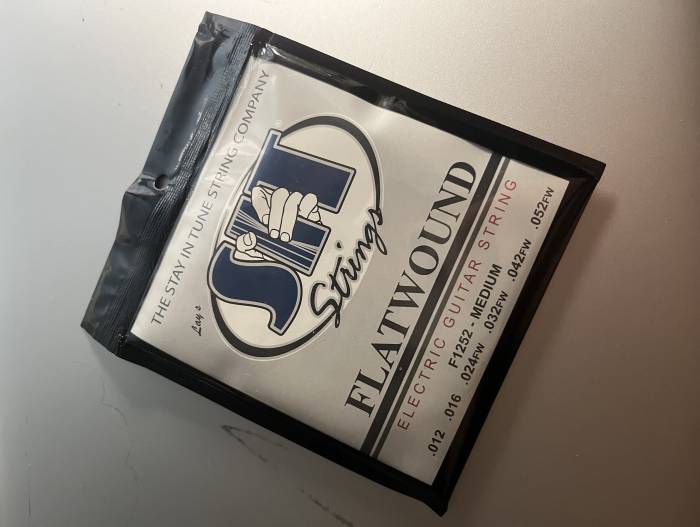 THE STAY IN TUNE STRING COMPANY
Lay's
SIT
Strings
FLATWOUND
ELECTRIC GUITAR STRING
F1252 - MEDIUM
.012 .016 .024FW .032FW .042FW .052FW